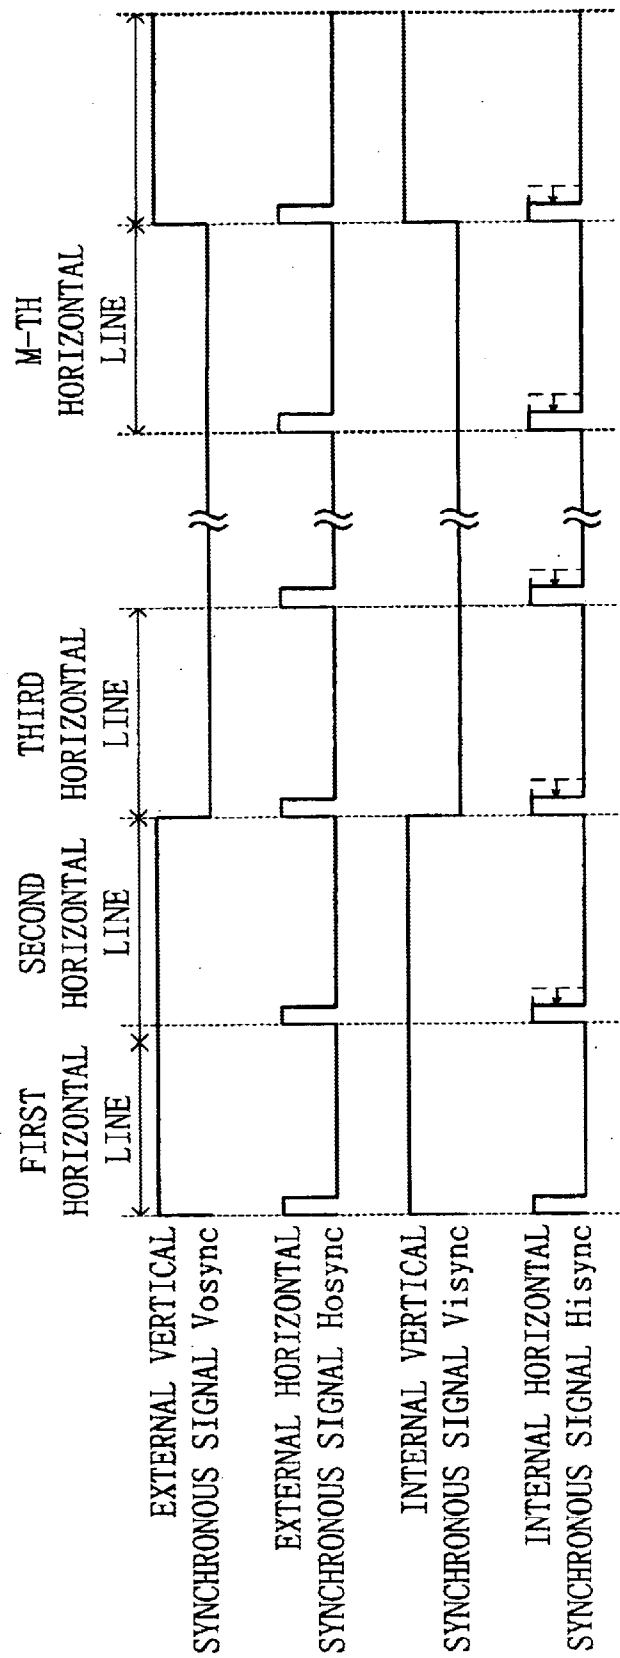 FIRST
HORIZONTAL
LINE
SECOND
HORIZONTAL
LINE
THIRD
HORIZONTAL
LINE
M-TH
HORIZONTAL
LINE
EXTERNAL VERTICAL
SYNCHRONOUS SIGNAL Vosync
EXTERNAL HORIZONTAL
SYNCHRONOUS SIGNAL Hosync
INTERNAL VERTICAL
SYNCHRONOUS SIGNAL Visync
INTERNAL HORIZONTAL
SYNCHRONOUS SIGNAL Hisync